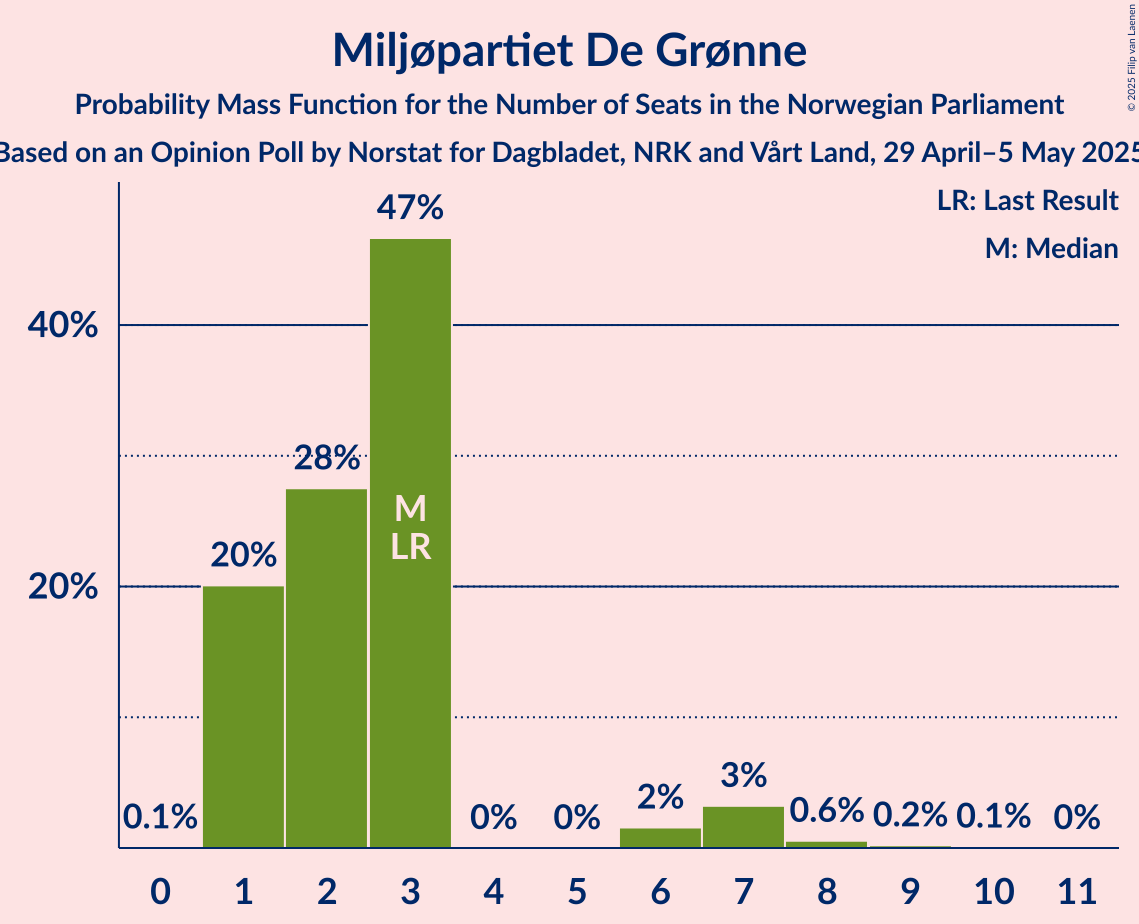 Miljøpartiet De Grønne
Probability Mass Function for the Number of Seats in the Norwegian Parliament
Based on an Opinion Poll by Norstat for Dagbladet, NRK and Vårt Land, 29 April–5 May 2025
© 2025 Filip van Laenen
LR: Last Result
M: Median
47%
40%
28%
M
LR
20%
20%
3%
2%
0.1%
0%
0%
0.6%
0.2%
0.1%
0%
0 1 2 3 4 5 6 7 8 9 10 11